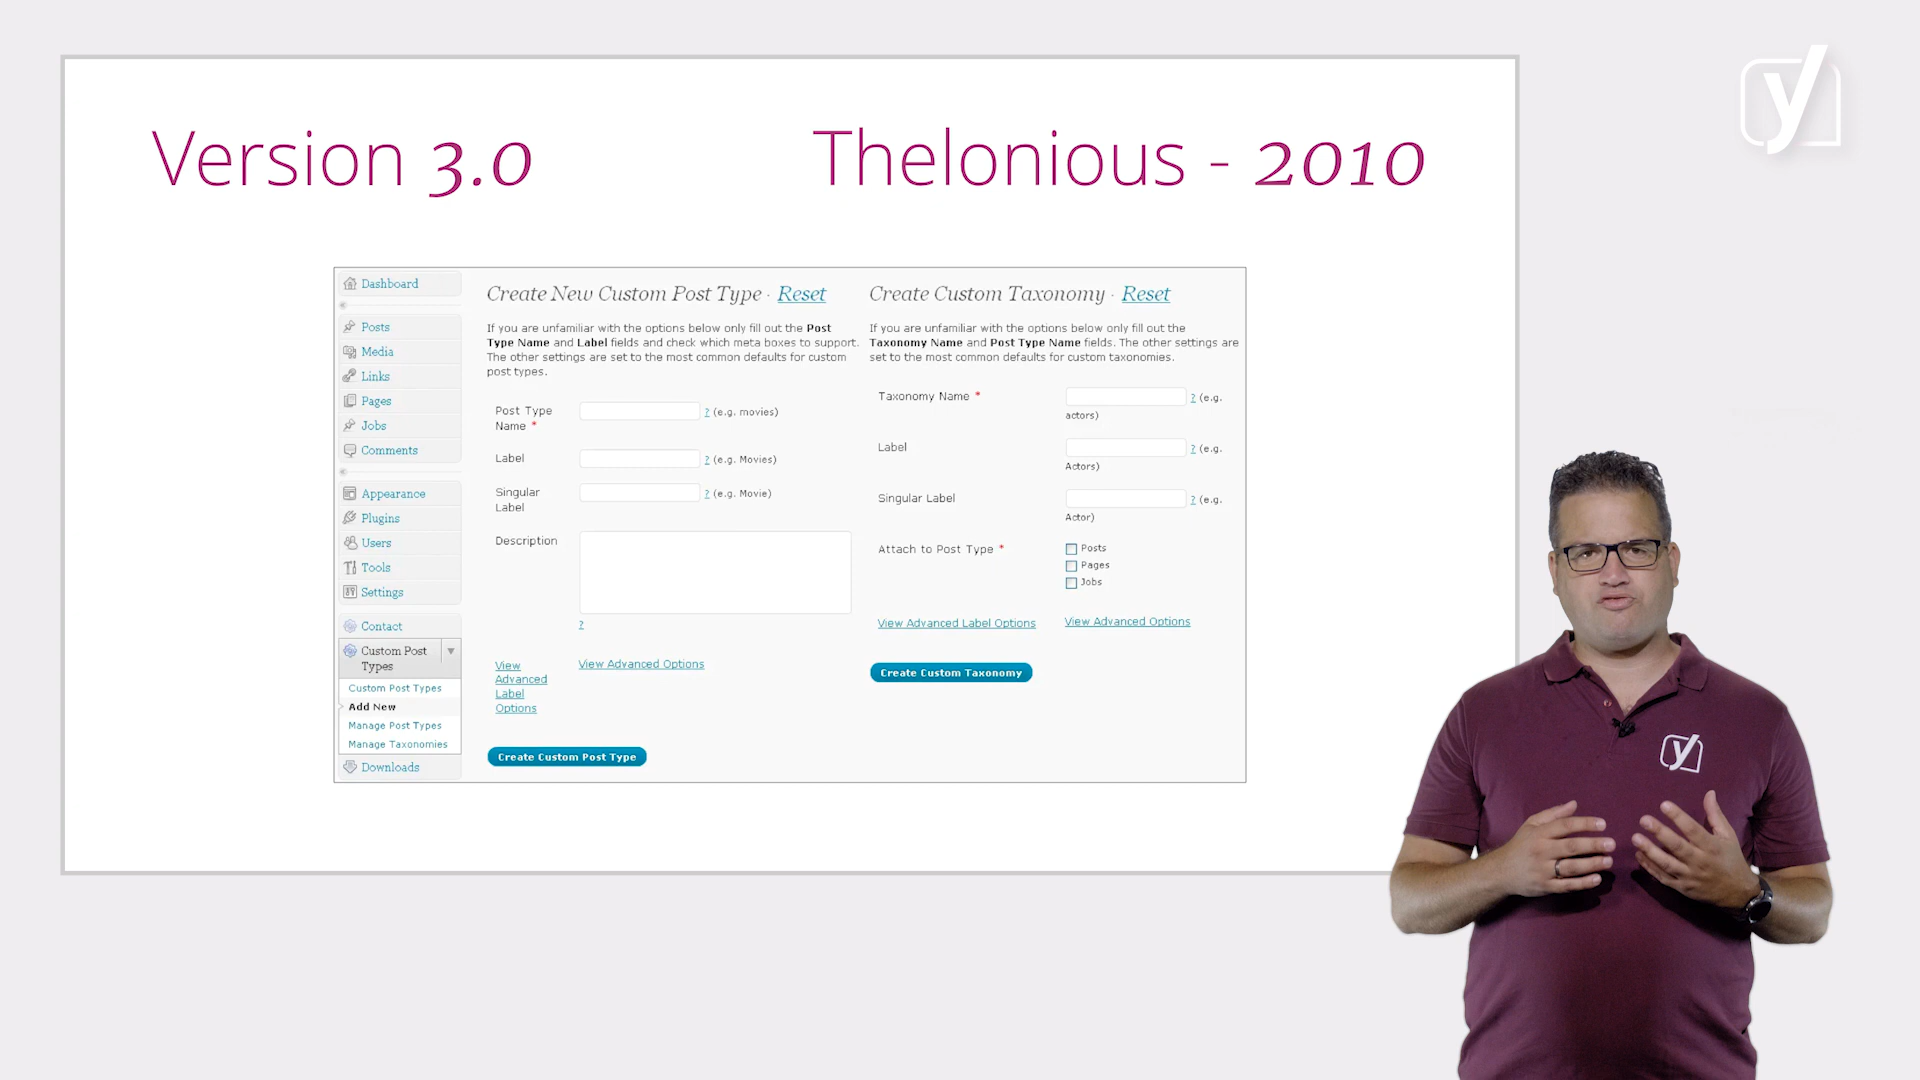 Version 3.0
Thelonious - 2010
Dashboard
Posts
Media
Links
Pages
Jobs
Comments
Appearance
Plugins
Users
Tools
Settings
Contact
Custom Post
Types
Custom Post Types
Add New
Manage Post Types
Manage Taxonomies
Downloads
Create New Custom Post Type · Reset
If you are unfamiliar with the options below only fill out the Post
Type Name and Label fields and check which meta boxes to support.
The other settings are set to the most common defaults for custom
post types.
Post Type
Name *
? (e.g. movies)
Label
? (e.g. Movies)
Singular
Label
? (e.g. Movie)
Description
?
View
Advanced
Label
Options
View Advanced Options
Create Custom Post Type
Create Custom Taxonomy · Reset
If you are unfamiliar with the options below only fill out the
Taxonomy Name and Post Type Name fields. The other settings are
set to the most common defaults for custom taxonomies.
Taxonomy Name *
? (e.g.
actors)
Label
? (e.g.
Actors)
Singular Label
? (e.g.
Actor)
Attach to Post Type *
Posts
Pages
Jobs
View Advanced Label Options
View Advanced Options
Create Custom Taxonomy
y
y